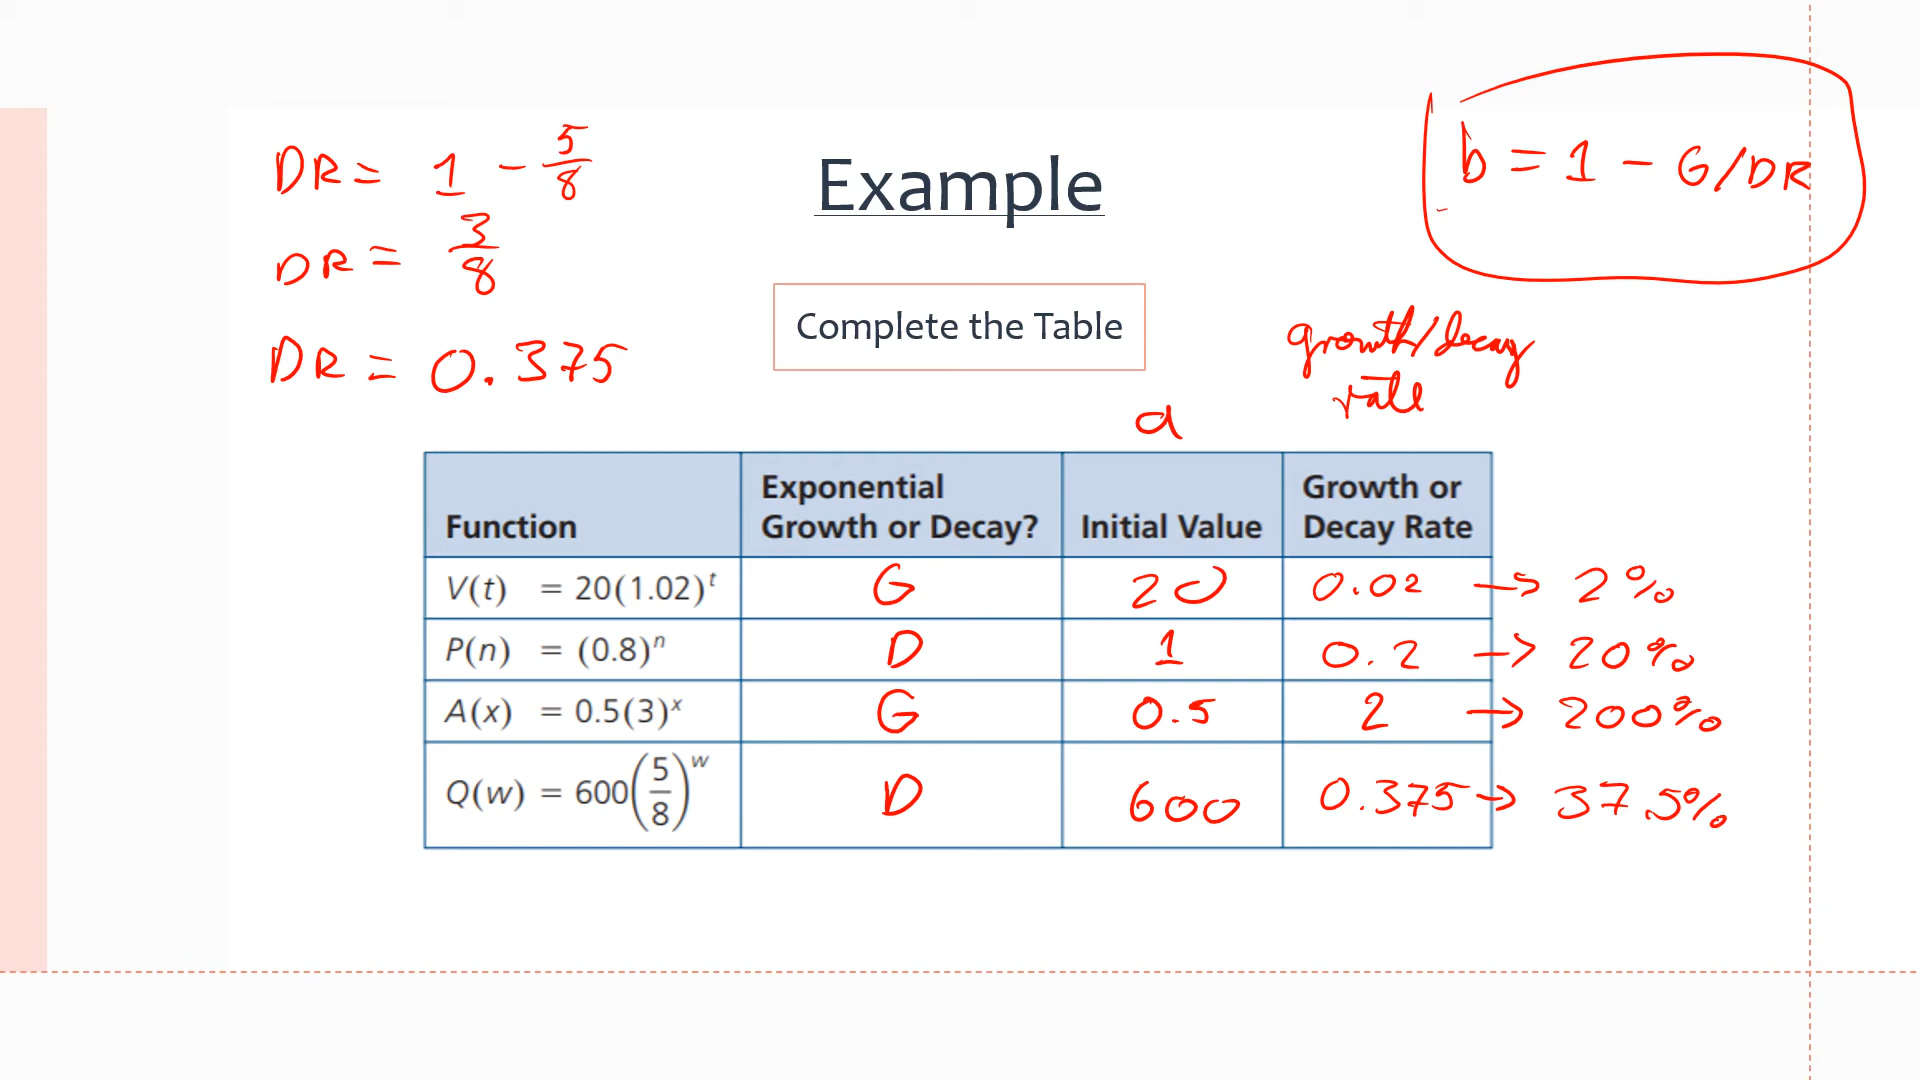 DR = 1 - 5/8
DR = 3/8
DR = 0.375
Example
b = 1 - G/DR
Complete the Table
growth/decay
rate
a
Function | Exponential Growth or Decay? | Initial Value | Growth or Decay Rate
V(t) = 20(1.02)^t | G | 20 | 0.02 → 2%
P(n) = (0.8)^n | D | 1 | 0.2 → 20%
A(x) = 0.5(3)^x | G | 0.5 | 2 → 200%
Q(w) = 600(5/8)^w | D | 600 | 0.375 → 37.5%